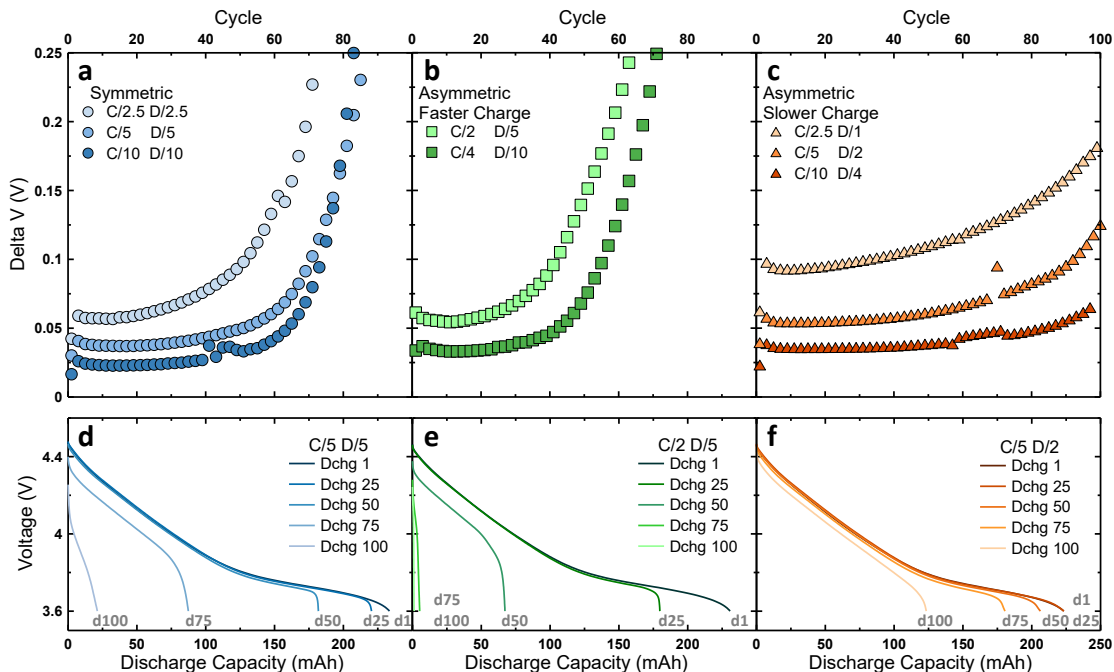 Cycle Cycle Cycle
0 20 40 60 80 0 20 40 60 80 0 20 40 60 80 100
0.25
0.20
0.15
0.10
0.05
0
Delta V (V)
a
Symmetric
C/2.5 D/2.5
C/5 D/5
C/10 D/10
b
Asymmetric
Faster Charge
C/2 D/5
C/4 D/10
c
Asymmetric
Slower Charge
C/2.5 D/1
C/5 D/2
C/10 D/4
4.4
4
3.6
Voltage (V)
d
C/5 D/5
Dchg 1
Dchg 25
Dchg 50
Dchg 75
Dchg 100
d100 d75 d50 d25 d1
e
C/2 D/5
Dchg 1
Dchg 25
Dchg 50
Dchg 75
Dchg 100
d75
d100 d50 d25 d1
f
C/5 D/2
Dchg 1
Dchg 25
Dchg 50
Dchg 75
Dchg 100
d1
d100 d75 d50 d25
0 50 100 150 200 0 50 100 150 200 0 50 100 150 200 250
Discharge Capacity (mAh) Discharge Capacity (mAh) Discharge Capacity (mAh)